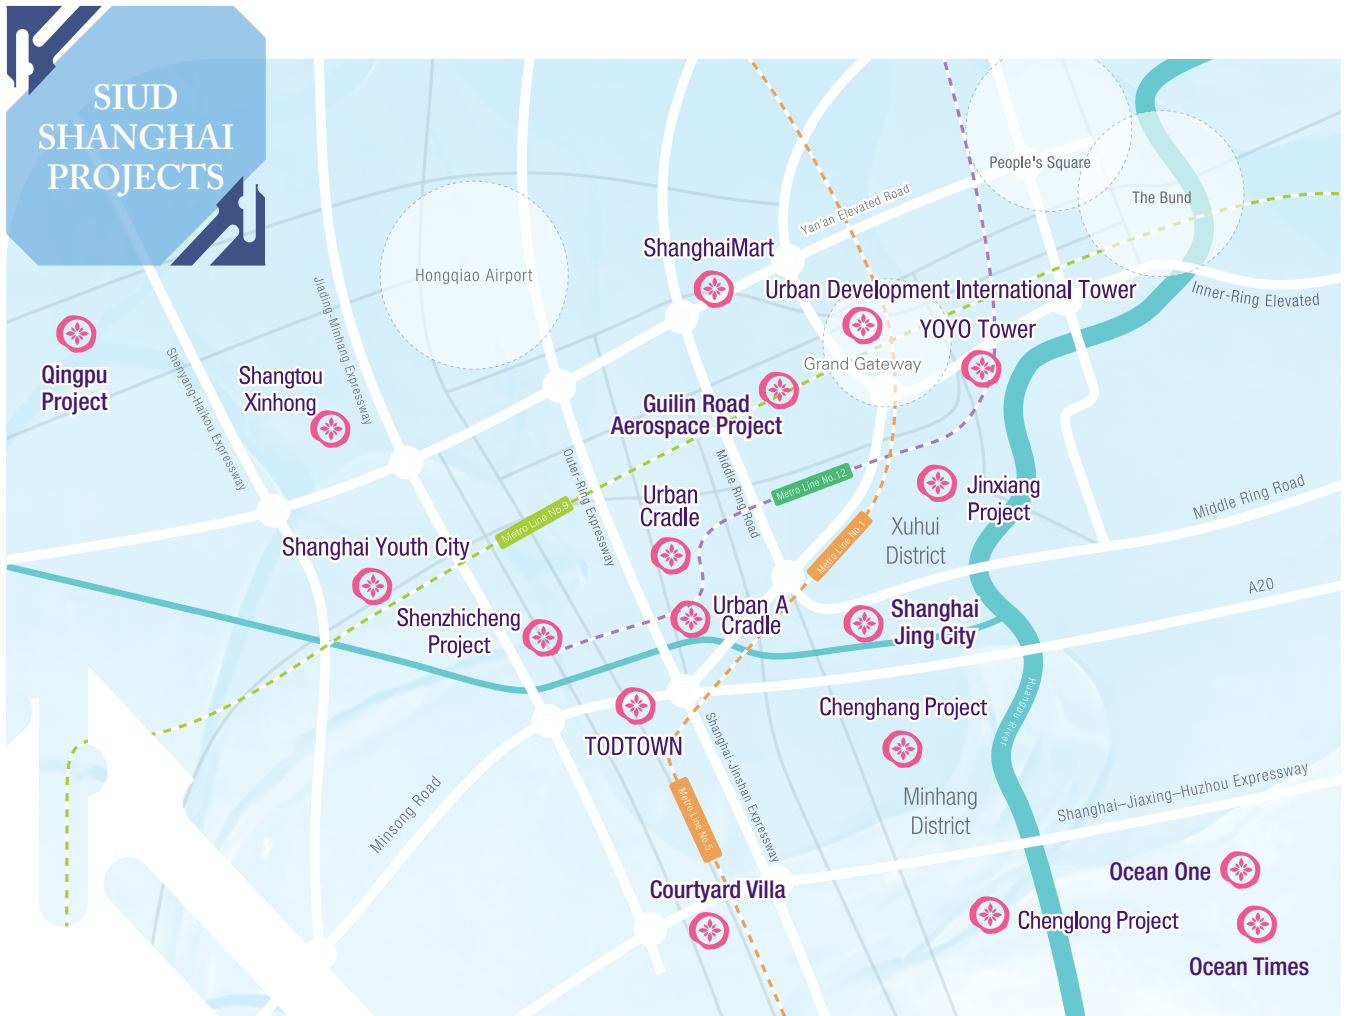 SIUD
SHANGHAI
PROJECTS
People's Square
The Bund
Yan'an Elevated Road
ShanghaiMart
Hongqiao Airport
Urban Development International Tower
Inner-Ring Elevated
Jiading-Minhang Expressway
YOYO Tower
Grand Gateway
Shenyang-Haikou Expressway
Qingpu
Project
Shangtou
Xinhong
Guilin Road
Aerospace Project
Outer-Ring Expressway
Middle Ring Road
Metro Line No.12
Jinxiang
Project
Middle Ring Road
Urban
Cradle
Metro Line No.9
Metro Line No.1
Xuhui
District
Shanghai Youth City
A20
Shenzhicheng
Project
Urban A
Cradle
Shanghai
Jing City
Huangpu River
Chenghang Project
TODTOWN
Shanghai-Jinshan Expressway
Minsong Road
Metro Line No.5
Minhang
District
Shanghai–Jiaxing–Huzhou Expressway
Ocean One
Courtyard Villa
Chenglong Project
Ocean Times